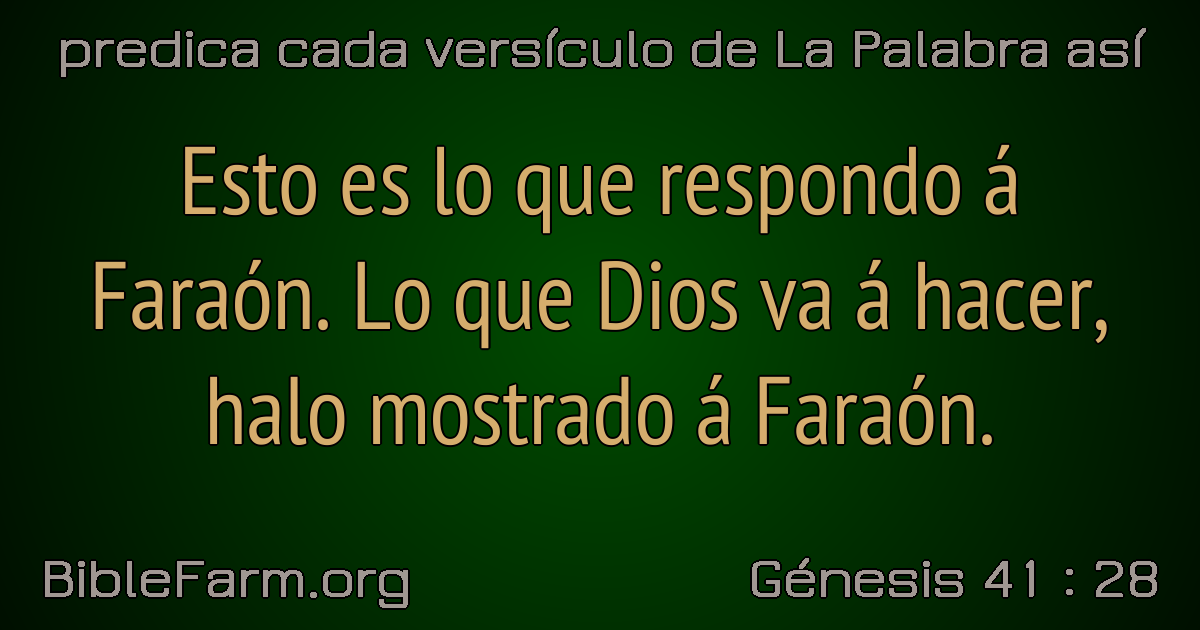 predica cada versículo de La Palabra así
Esto es lo que respondo á
Faraón. Lo que Dios va á hacer,
halo mostrado á Faraón.
BibleFarm.org
Génesis 41 : 28